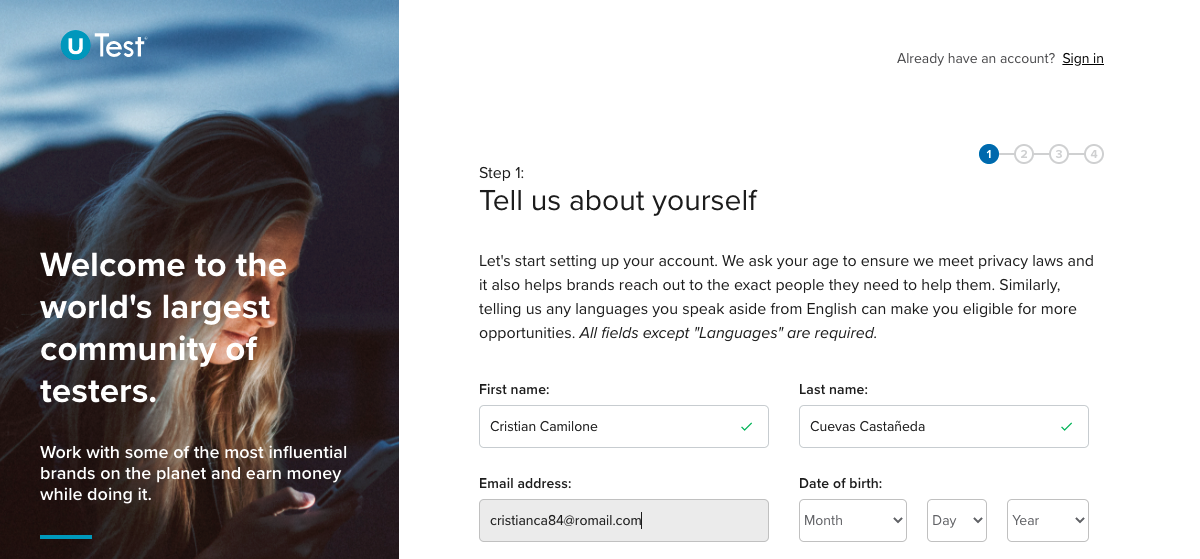 U Test
Already have an account? Sign in
1 2 3 4
Step 1:
Tell us about yourself
Let's start setting up your account. We ask your age to ensure we meet privacy laws and
it also helps brands reach out to the exact people they need to help them. Similarly,
telling us any languages you speak aside from English can make you eligible for more
opportunities. All fields except "Languages" are required.
Welcome to the
world's largest
community of
testers.
Work with some of the most influential
brands on the planet and earn money
while doing it.
First name:
Last name:
Cristian Camilone
Cuevas Castañeda
Email address:
Date of birth:
cristianca84@romail.com
Month Day Year